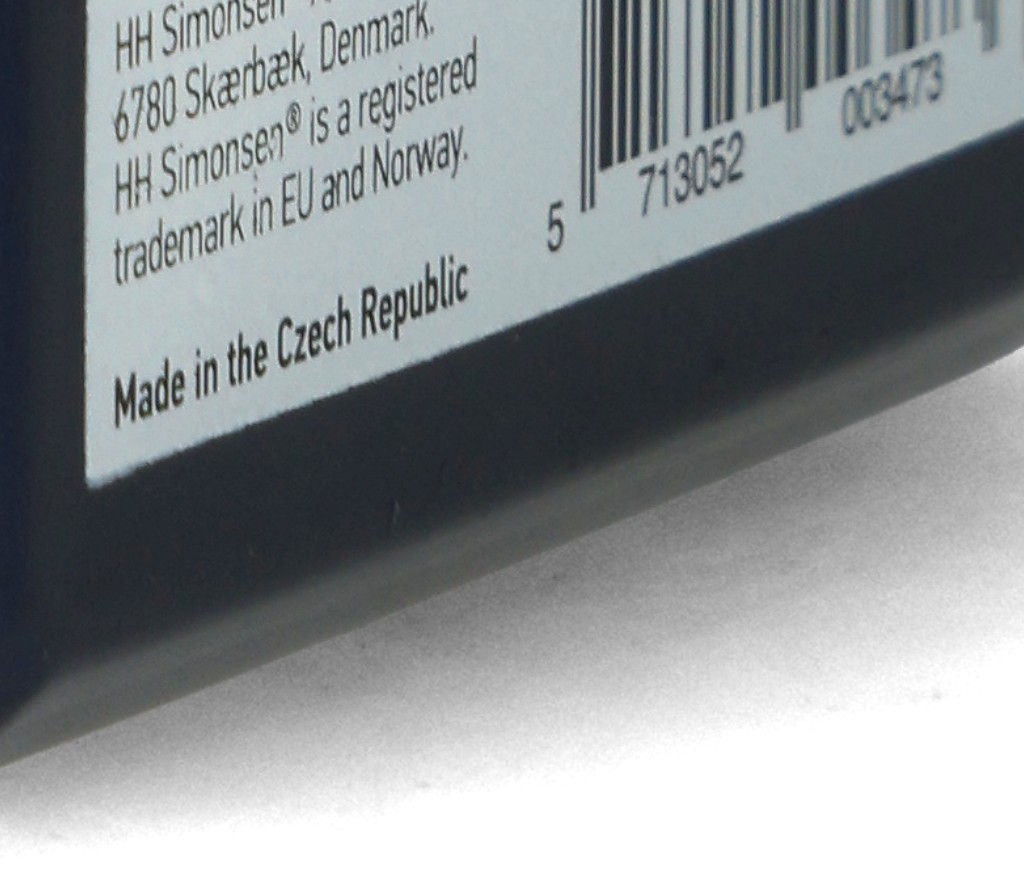 HH Simonsen®
6780 Skærbæk, Denmark.
HH Simonsen® is a registered
trademark in EU and Norway.
Made in the Czech Republic
5 713052 003473